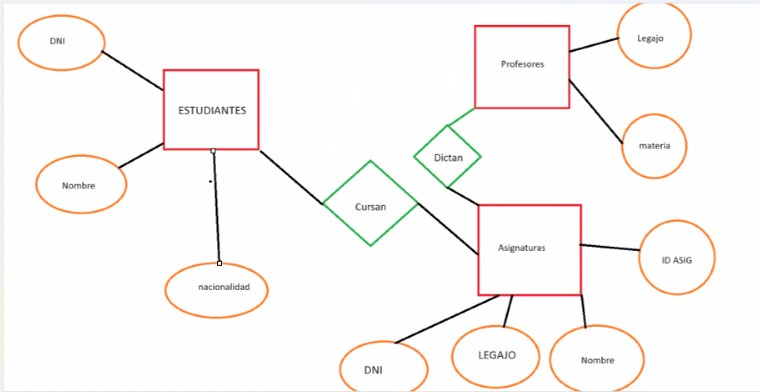 DNI
Legajo
Profesores
ESTUDIANTES
materia
Dictan
Nombre
Cursan
Asignaturas
ID ASIG
nacionalidad
DNI
LEGAJO
Nombre